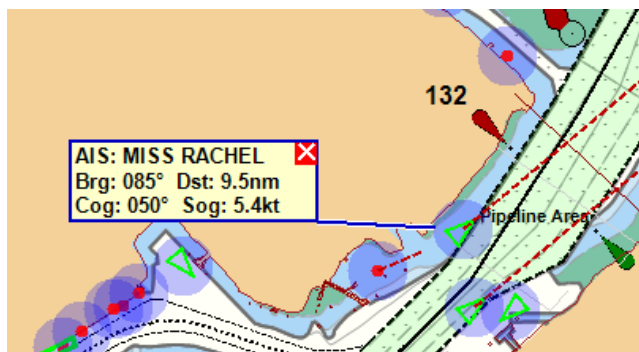 132
AIS: MISS RACHEL
Brg: 085° Dst: 9.5nm
Cog: 050° Sog: 5.4kt
Pipeline Area